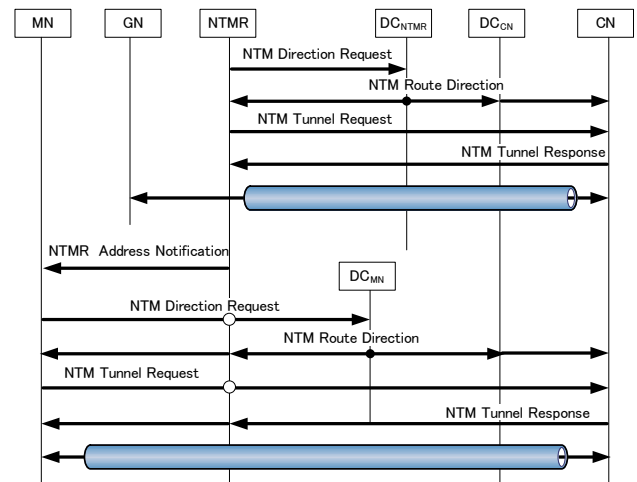 MN GN NTMR DCNTMR DCCN CN
NTM Direction Request
NTM Route Direction
NTM Tunnel Request
NTM Tunnel Response
NTMR Address Notification
DCMN
NTM Direction Request
NTM Route Direction
NTM Tunnel Request
NTM Tunnel Response